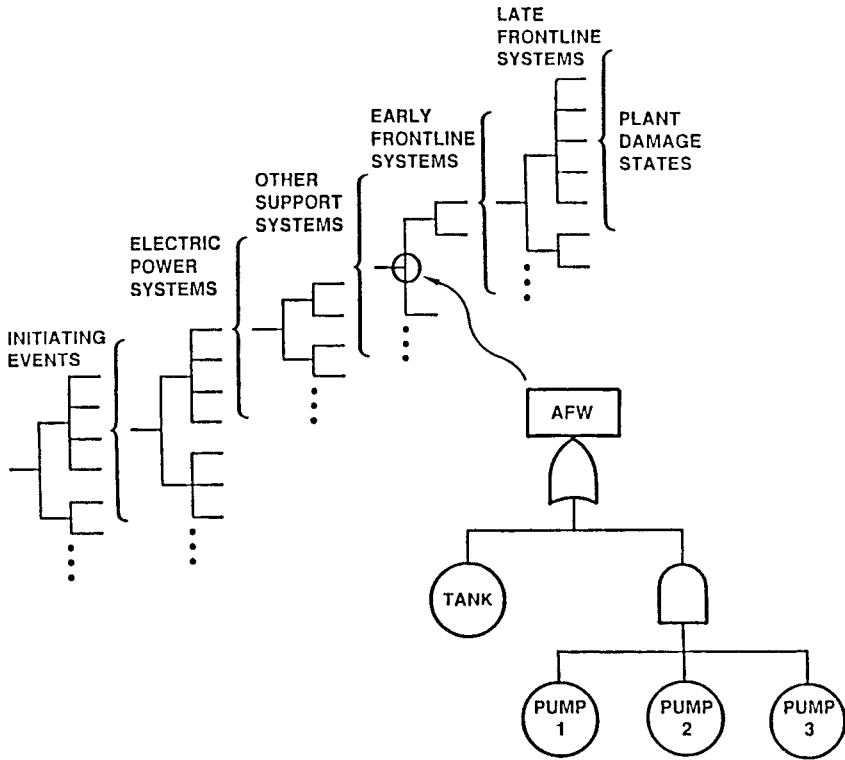 LATE
FRONTLINE
SYSTEMS
PLANT
DAMAGE
STATES
EARLY
FRONTLINE
SYSTEMS
OTHER
SUPPORT
SYSTEMS
ELECTRIC
POWER
SYSTEMS
INITIATING
EVENTS
AFW
TANK
PUMP
1
PUMP
2
PUMP
3